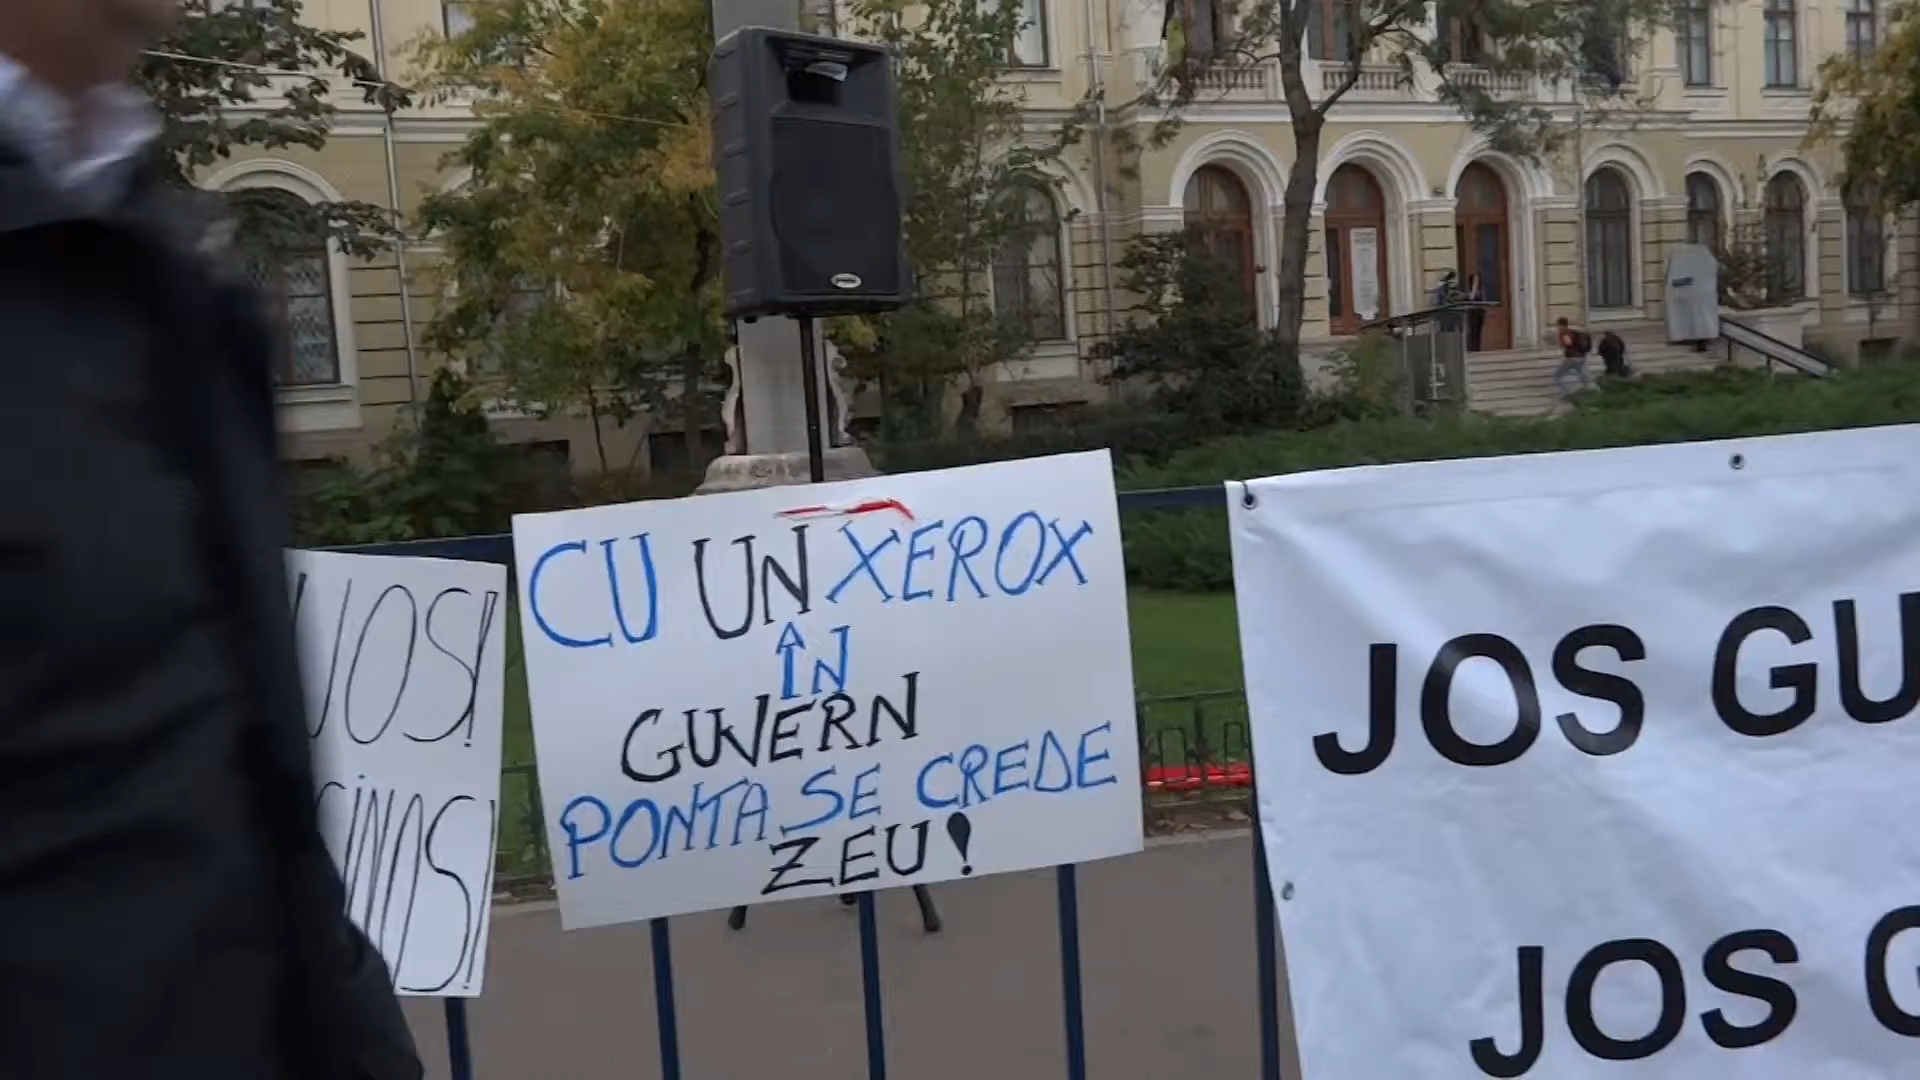 JOS!
CU UN XEROX
ÎN
GUVERN
PONTA SE CREDE
ZEU!
JOS GU
JOS G